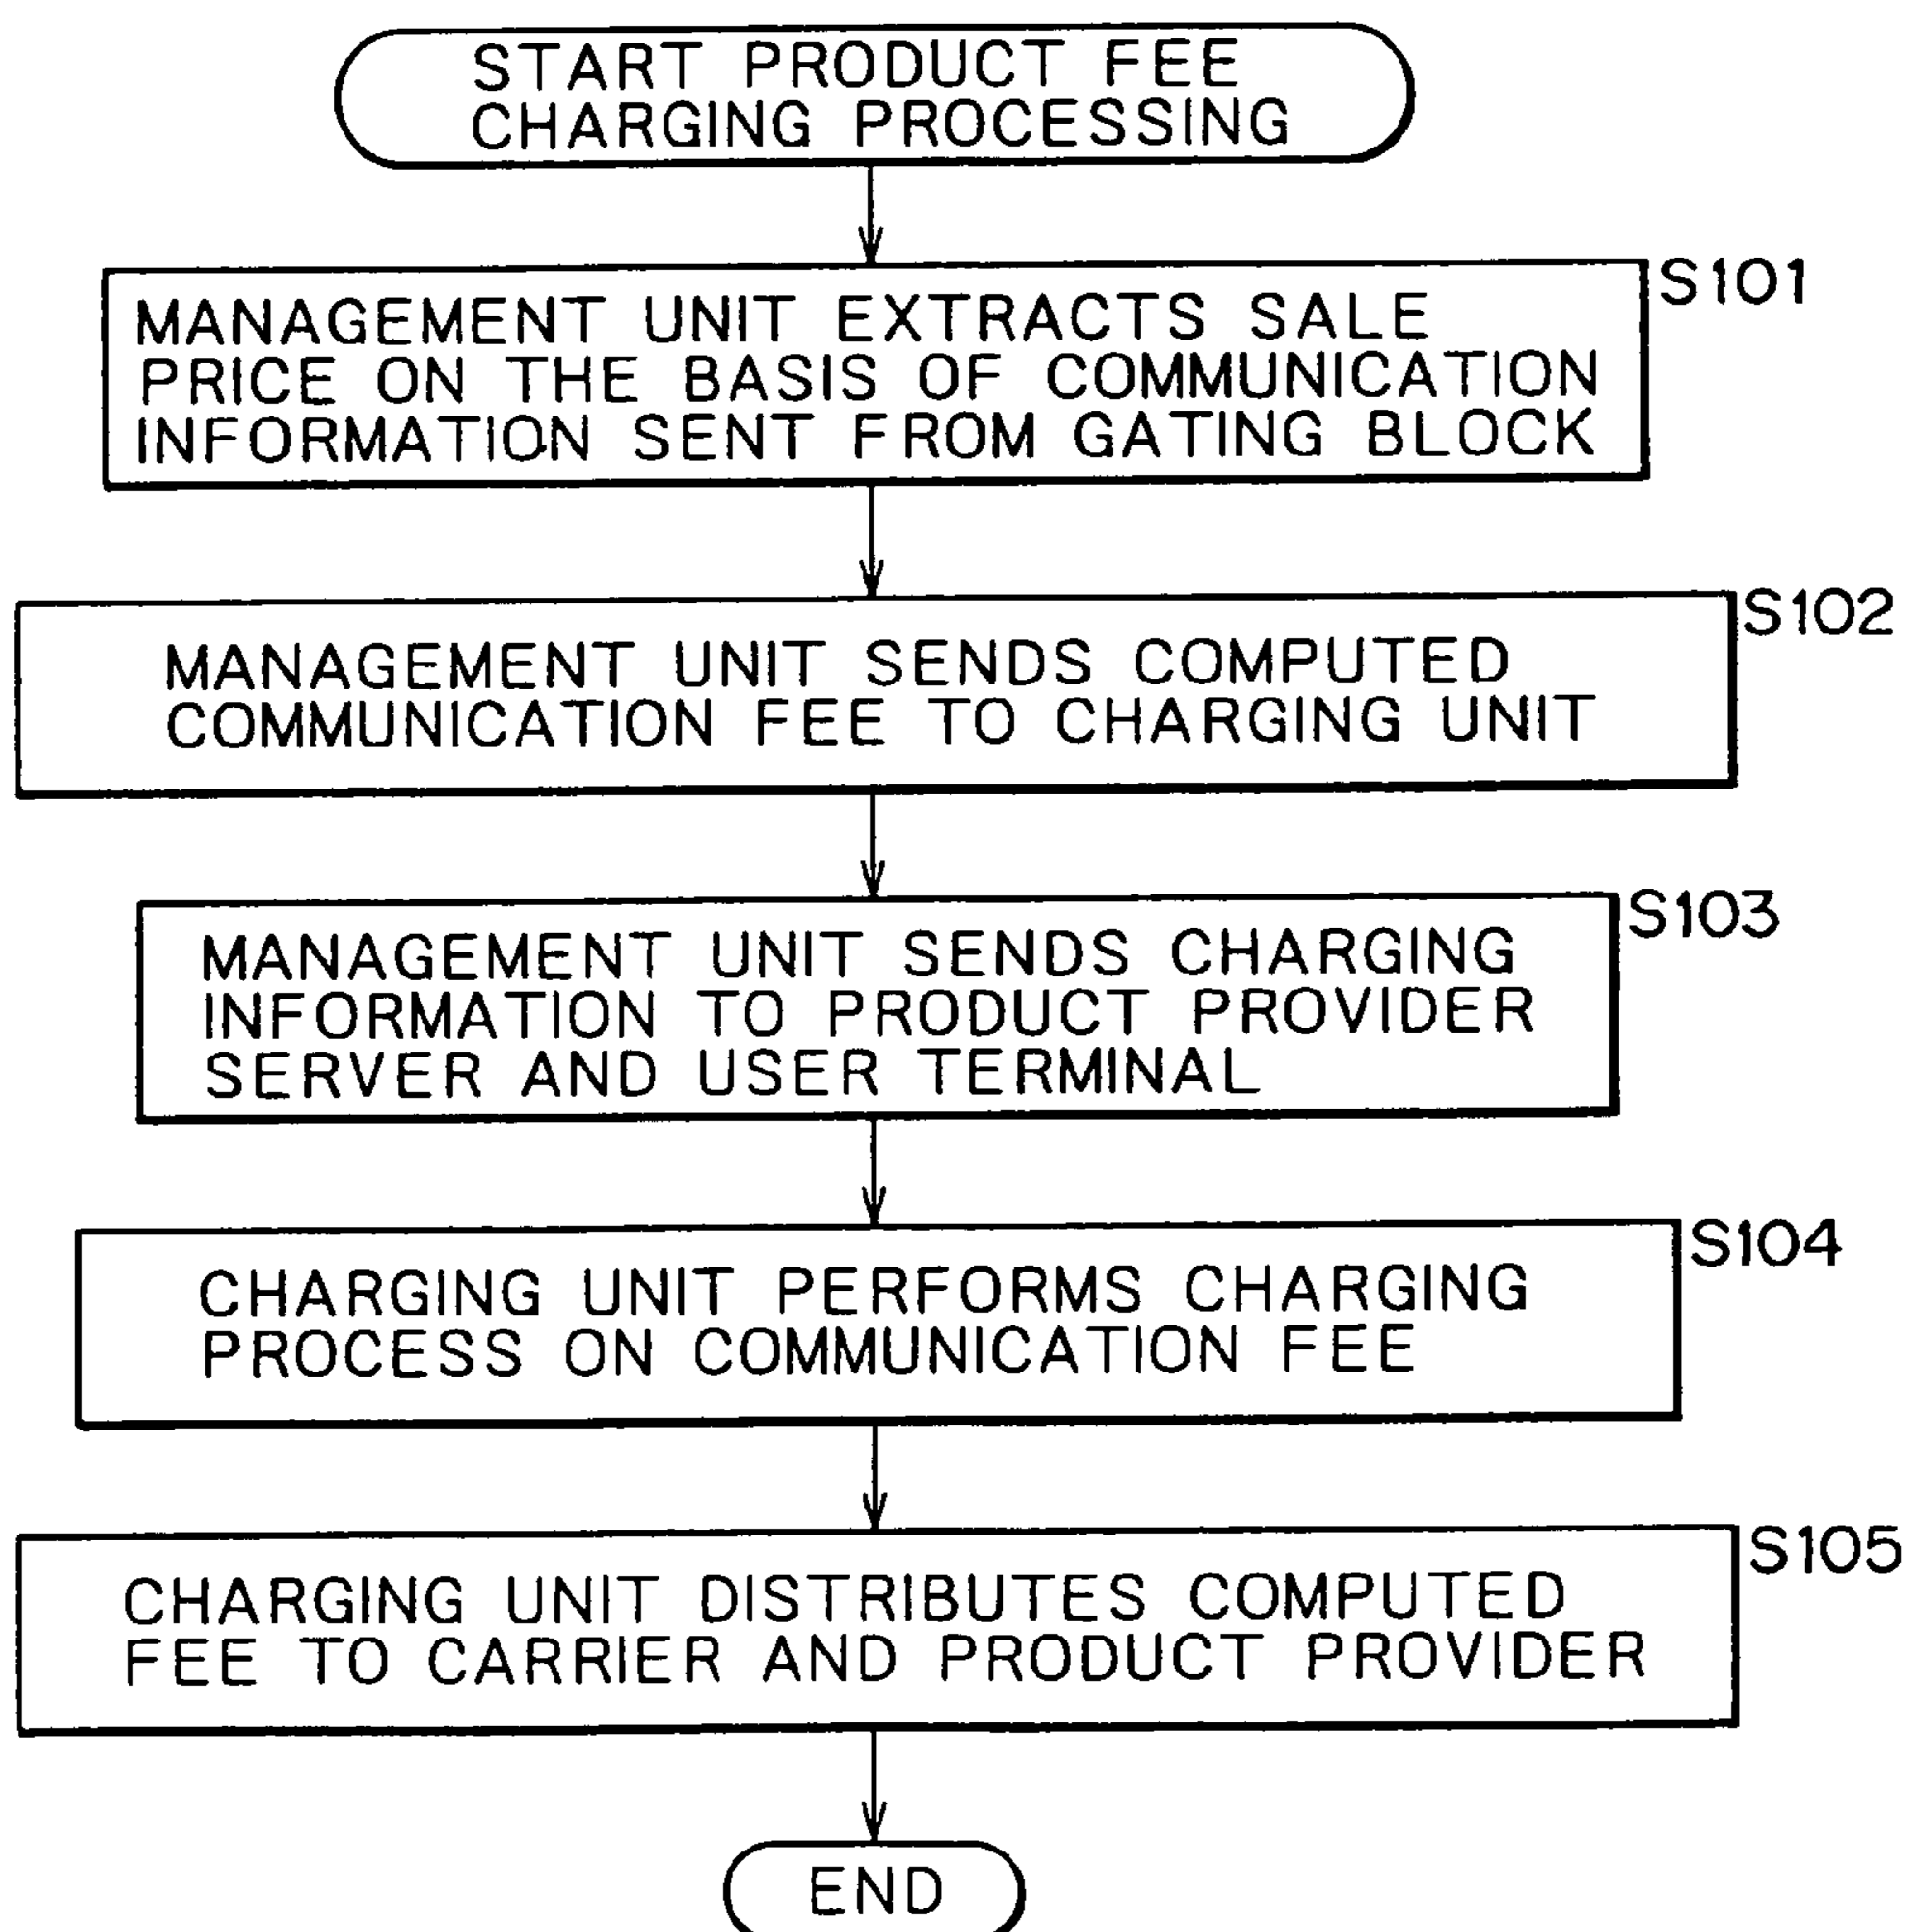 START PRODUCT FEE
CHARGING PROCESSING
S101
MANAGEMENT UNIT EXTRACTS SALE
PRICE ON THE BASIS OF COMMUNICATION
INFORMATION SENT FROM GATING BLOCK
S102
MANAGEMENT UNIT SENDS COMPUTED
COMMUNICATION FEE TO CHARGING UNIT
S103
MANAGEMENT UNIT SENDS CHARGING
INFORMATION TO PRODUCT PROVIDER
SERVER AND USER TERMINAL
S104
CHARGING UNIT PERFORMS CHARGING
PROCESS ON COMMUNICATION FEE
S105
CHARGING UNIT DISTRIBUTES COMPUTED
FEE TO CARRIER AND PRODUCT PROVIDER
END